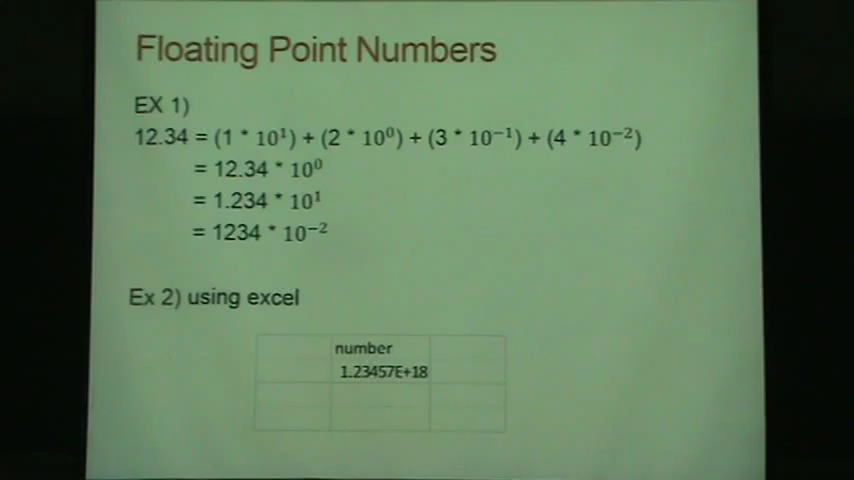 Floating Point Numbers
EX 1)
12.34 = (1 * 10¹) + (2 * 10⁰) + (3 * 10⁻¹) + (4 * 10⁻²)
= 12.34 * 10⁰
= 1.234 * 10¹
= 1234 * 10⁻²
Ex 2) using excel
number
1.23457E+18